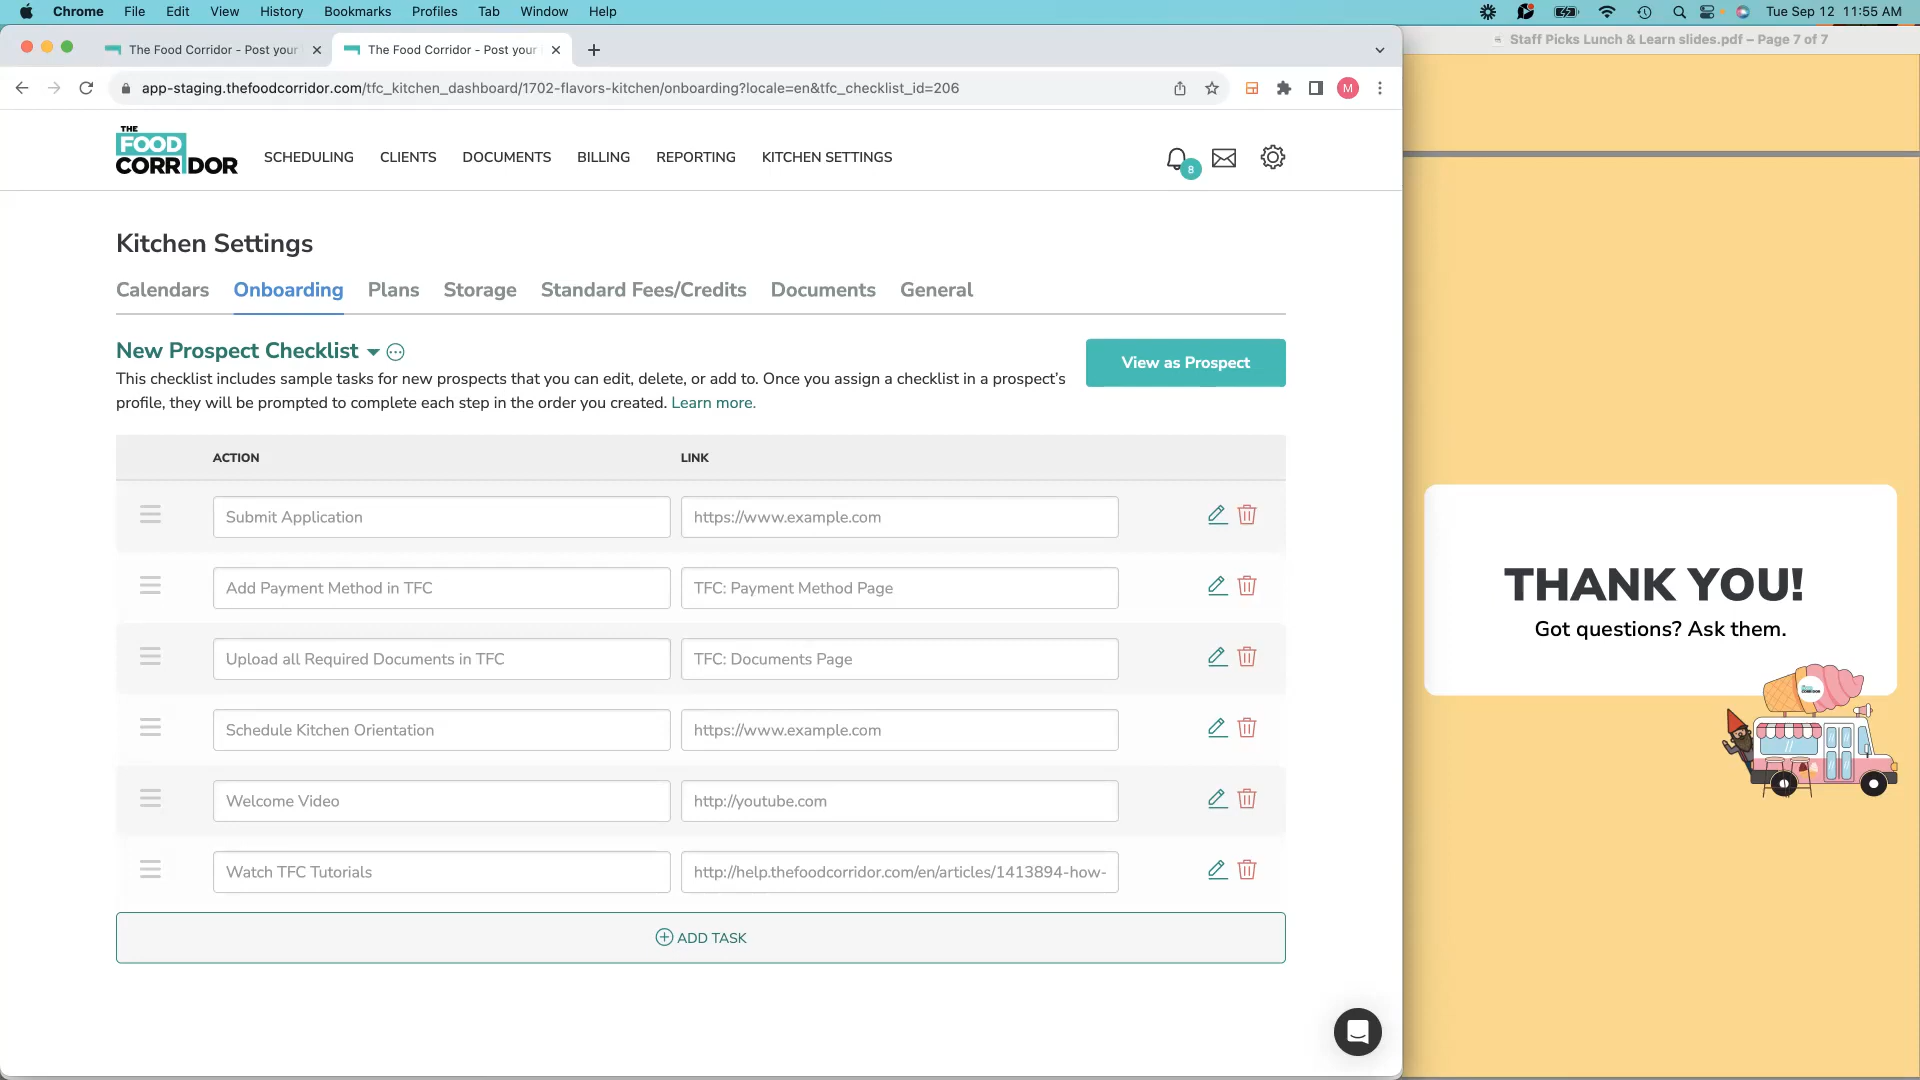 Chrome File Edit View History Bookmarks Profiles Tab Window Help
Tue Sep 12 11:55 AM
The Food Corridor - Post your
The Food Corridor - Post your
Staff Picks Lunch & Learn slides.pdf – Page 7 of 7
app-staging.thefoodcorridor.com/tfc_kitchen_dashboard/1702-flavors-kitchen/onboarding?locale=en&tfc_checklist_id=206
M
THE
FOOD
CORRIDOR
SCHEDULING CLIENTS DOCUMENTS BILLING REPORTING KITCHEN SETTINGS
8
Kitchen Settings
Calendars Onboarding Plans Storage Standard Fees/Credits Documents General
New Prospect Checklist
This checklist includes sample tasks for new prospects that you can edit, delete, or add to. Once you assign a checklist in a prospect's
profile, they will be prompted to complete each step in the order you created. Learn more.
View as Prospect
ACTION LINK
Submit Application https://www.example.com
Add Payment Method in TFC TFC: Payment Method Page
Upload all Required Documents in TFC TFC: Documents Page
Schedule Kitchen Orientation https://www.example.com
Welcome Video http://youtube.com
Watch TFC Tutorials http://help.thefoodcorridor.com/en/articles/1413894-how-
ADD TASK
THANK YOU!
Got questions? Ask them.